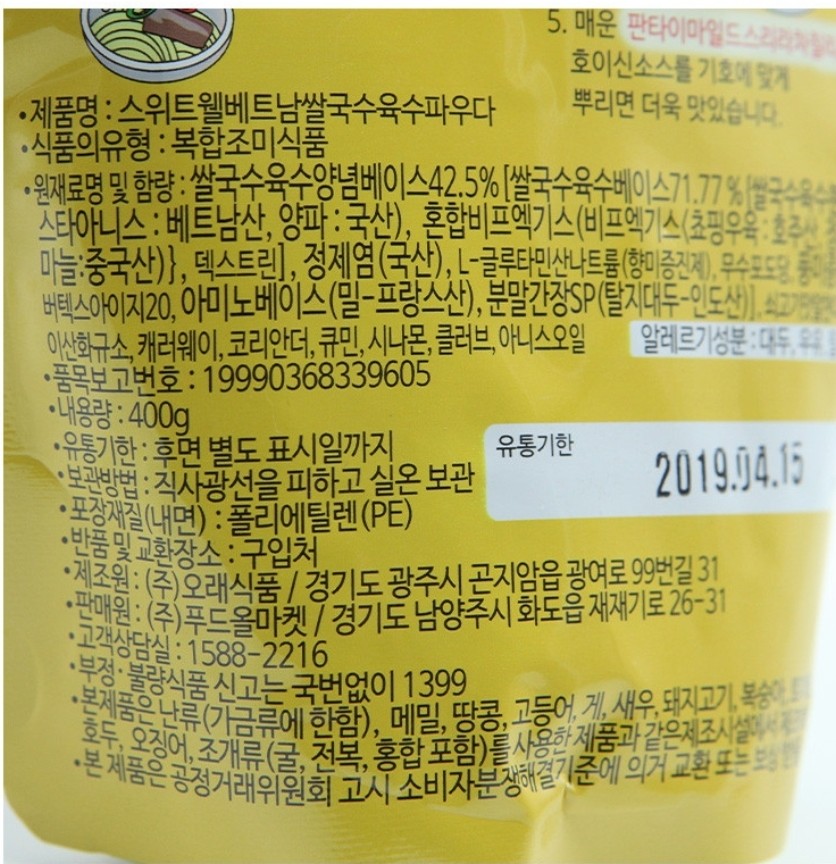 5. 매운 판타이마일드스리라차칠리
호이신소스를 기호에 맞게
뿌리면 더욱 맛있습니다.
•제품명 : 스위트웰베트남쌀국수육수파우다
•식품의유형 : 복합조미식품
•원재료명 및 함량 : 쌀국수육수양념베이스42.5% [쌀국수육수베이스71.77 % {쌀국수육수
스타아니스 : 베트남산, 양파 : 국산), 혼합비프엑기스(비프엑기스(쵸핑우육 : 호주산,
마늘:중국산)}, 덱스트린], 정제염(국산), L-글루타민산나트륨(향미증진제), 무수포도당,
버텍스아이지20, 아미노베이스(밀-프랑스산), 분말간장SP(탈지대두-인도산)],
이산화규소, 캐러웨이, 코리안더, 큐민, 시나몬, 클러브, 아니스오일
알레르기성분 : 대두, 우유,
•품목보고번호 : 19990368339605
•내용량 : 400g
•유통기한 : 후면 별도 표시일까지
유통기한
2019.04.15
•보관방법 : 직사광선을 피하고 실온 보관
•포장재질(내면) : 폴리에틸렌(PE)
•반품 및 교환장소 : 구입처
•제조원 : (주)오래식품 / 경기도 광주시 곤지암읍 광여로 99번길 31
•판매원 : (주)푸드올마켓 / 경기도 남양주시 화도읍 재재기로 26-31
•고객상담실 : 1588-2216
•부정·불량식품 신고는 국번없이 1399
•본제품은 난류(가금류에 한함), 메밀, 땅콩, 고등어, 게, 새우, 돼지고기, 복숭아,
호두, 오징어, 조개류(굴, 전복, 홍합 포함)를 사용한 제품과 같은제조시설에서
•본 제품은 공정거래위원회 고시 소비자분쟁해결기준에 의거 교환 또는 보상